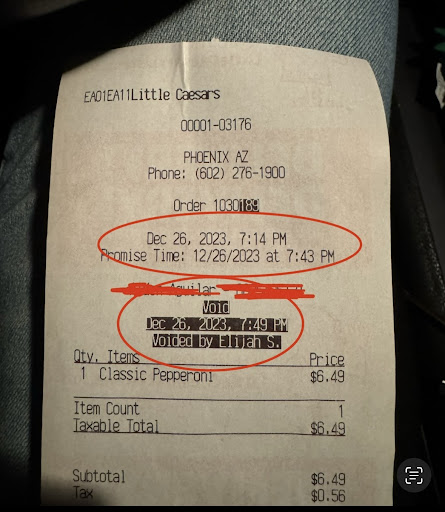 EA01EA11Little Caesars
00001-03176
PHOENIX AZ
Phone: (602) 276-1900
Order 1030189
Dec 26, 2023, 7:14 PM
Promise Time: 12/26/2023 at 7:43 PM
Aguilar
Void
Dec 26, 2023, 7:49 PM
Voided by Elijah S.
Qty. Items Price
1 Classic Pepperoni $6.49
Item Count 1
Taxable Total $6.49
Subtotal $6.49
Tax $0.56